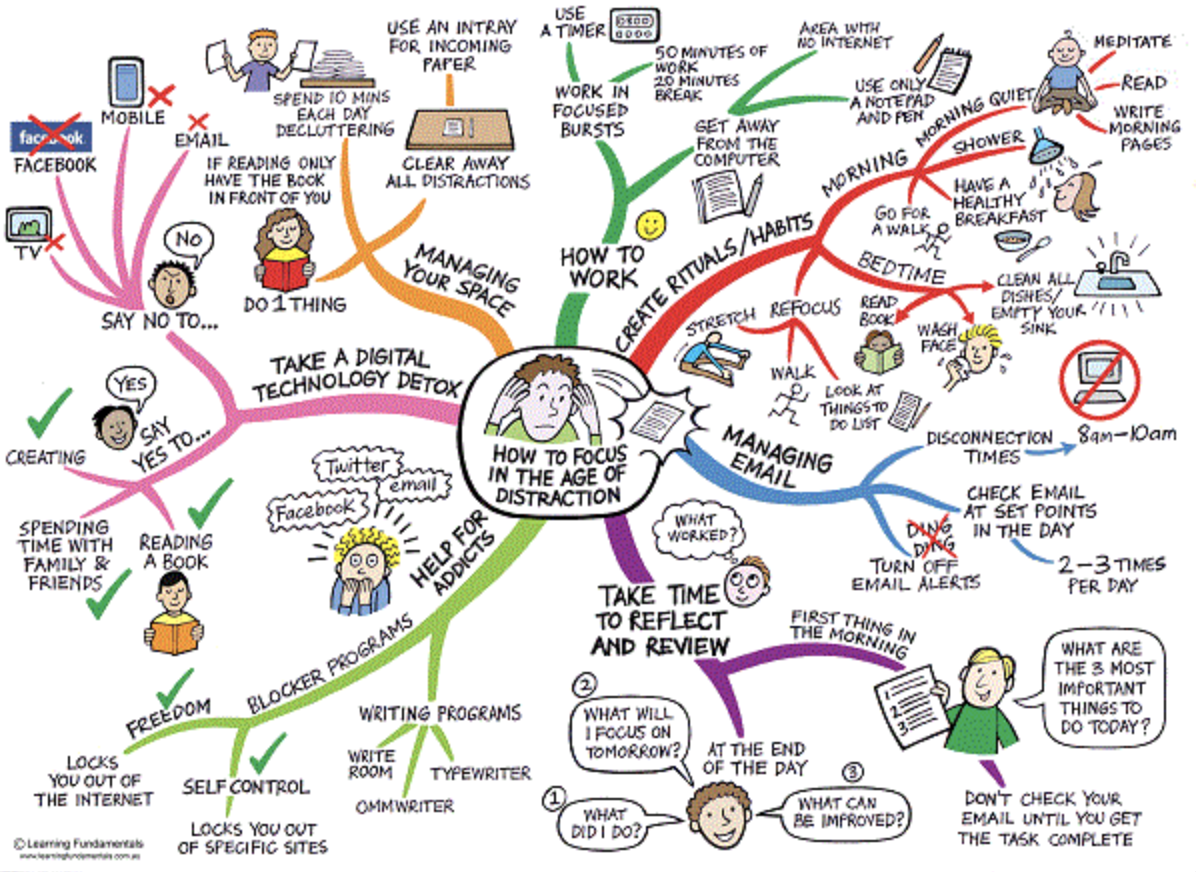 HOW TO FOCUS
IN THE AGE OF
DISTRACTION
HOW TO
WORK
WORK IN
FOCUSED
BURSTS
USE
A TIMER
50 MINUTES OF
WORK
20 MINUTES
BREAK
GET AWAY
FROM THE
COMPUTER
AREA WITH
NO INTERNET
USE ONLY
A NOTEPAD
AND PEN
CREATE RITUALS/HABITS
MORNING
MORNING QUIET
MEDITATE
READ
WRITE
MORNING
PAGES
SHOWER
HAVE A
HEALTHY
BREAKFAST
GO FOR
A WALK
BEDTIME
CLEAN ALL
DISHES/
EMPTY YOUR
SINK
WASH
FACE
READ
BOOK
REFOCUS
STRETCH
WALK
LOOK AT
THINGS TO
DO LIST
MANAGING
EMAIL
DISCONNECTION
TIMES
8am-10am
CHECK EMAIL
AT SET POINTS
IN THE DAY
2-3 TIMES
PER DAY
DING
DING
TURN OFF
EMAIL ALERTS
TAKE TIME
TO REFLECT
AND REVIEW
WHAT
WORKED?
FIRST THING IN
THE MORNING
1
2
3
WHAT ARE
THE 3 MOST
IMPORTANT
THINGS TO
DO TODAY?
DON'T CHECK YOUR
EMAIL UNTIL YOU GET
THE TASK COMPLETE
AT THE END
OF THE DAY
1
WHAT
DID I DO?
2
WHAT WILL
I FOCUS ON
TOMORROW?
3
WHAT CAN
BE IMPROVED?
HELP FOR
ADDICTS
Twitter
email
Facebook
WRITING PROGRAMS
WRITE
ROOM
OMMWRITER
TYPEWRITER
BLOCKER PROGRAMS
FREEDOM
LOCKS
YOU OUT OF
THE INTERNET
SELF CONTROL
LOCKS YOU OUT
OF SPECIFIC SITES
TAKE A DIGITAL
TECHNOLOGY DETOX
SAY
YES TO...
YES
CREATING
SPENDING
TIME WITH
FAMILY &
FRIENDS
READING
A BOOK
SAY NO TO...
NO
TV
facebook
FACEBOOK
MOBILE
EMAIL
MANAGING
YOUR SPACE
DO 1 THING
IF READING ONLY
HAVE THE BOOK
IN FRONT OF YOU
SPEND 10 MINS
EACH DAY
DECLUTTERING
CLEAR AWAY
ALL DISTRACTIONS
USE AN INTRAY
FOR INCOMING
PAPER
© Learning Fundamentals
www.learningfundamentals.com.au